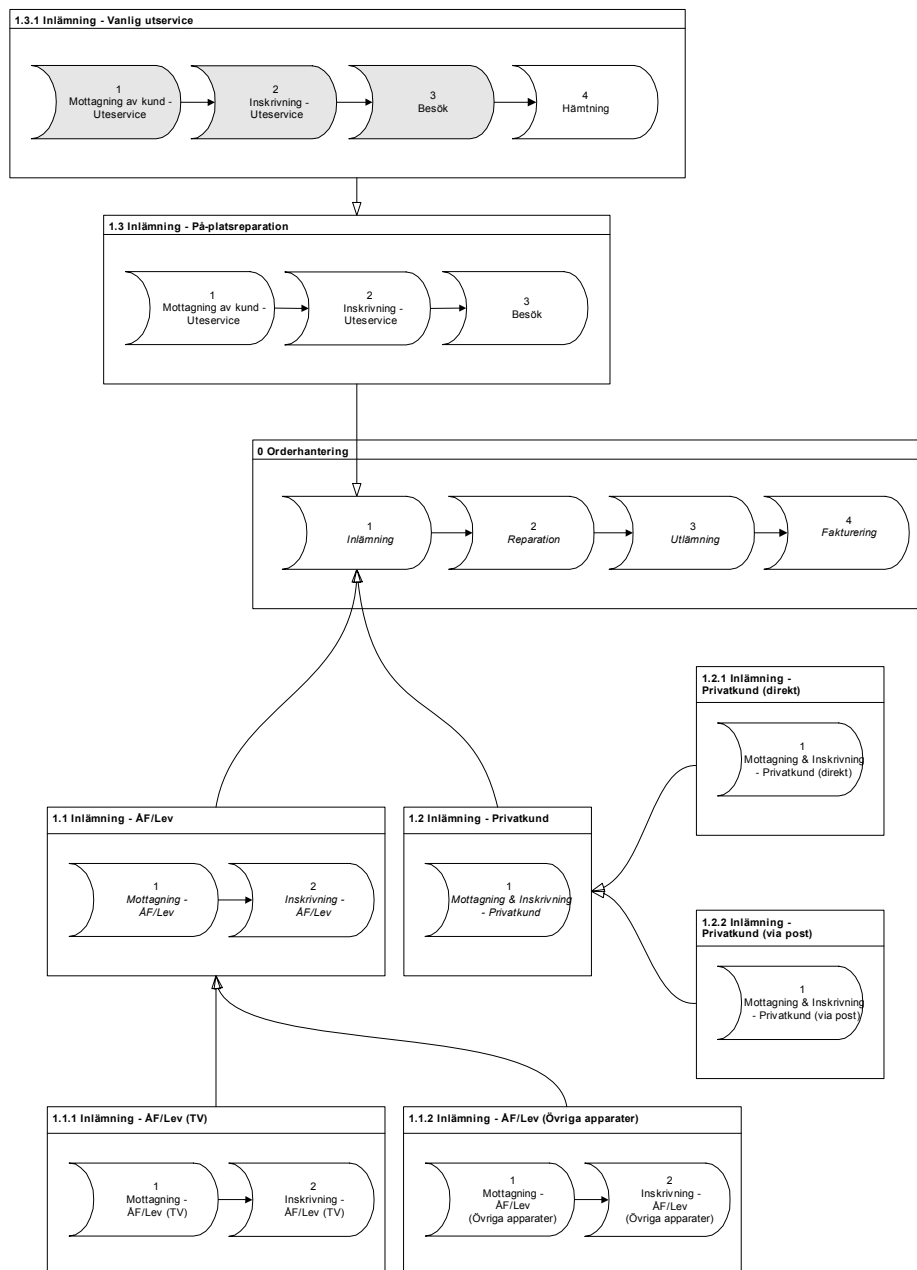 1.3.1 Inlämning - Vanlig utservice
1
Mottagning av kund -
Uteservice
2
Inskrivning -
Uteservice
3
Besök
4
Hämtning
1.3 Inlämning - På-platsreparation
1
Mottagning av kund -
Uteservice
2
Inskrivning -
Uteservice
3
Besök
0 Orderhantering
1
Inlämning
2
Reparation
3
Utlämning
4
Fakturering
1.2.1 Inlämning -
Privatkund (direkt)
1
Mottagning & Inskrivning
- Privatkund (direkt)
1.1 Inlämning - ÅF/Lev
1
Mottagning -
ÅF/Lev
2
Inskrivning -
ÅF/Lev
1.2 Inlämning - Privatkund
1
Mottagning & Inskrivning
- Privatkund
1.2.2 Inlämning -
Privatkund (via post)
1
Mottagning & Inskrivning
- Privatkund (via post)
1.1.1 Inlämning - ÅF/Lev (TV)
1
Mottagning -
ÅF/Lev (TV)
2
Inskrivning -
ÅF/Lev (TV)
1.1.2 Inlämning - ÅF/Lev (Övriga apparater)
1
Mottagning -
ÅF/Lev
(Övriga apparater)
2
Inskrivning -
ÅF/Lev
(Övriga apparater)